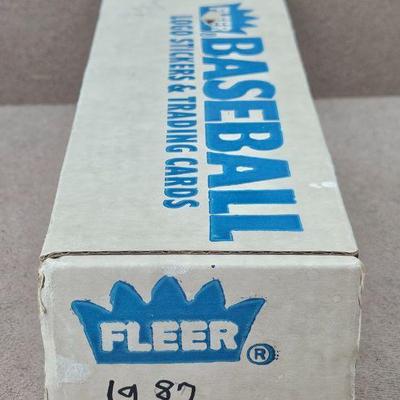 FLEER
BASEBALL
LOGO STICKERS & TRADING CARDS
FLEER ®
1987